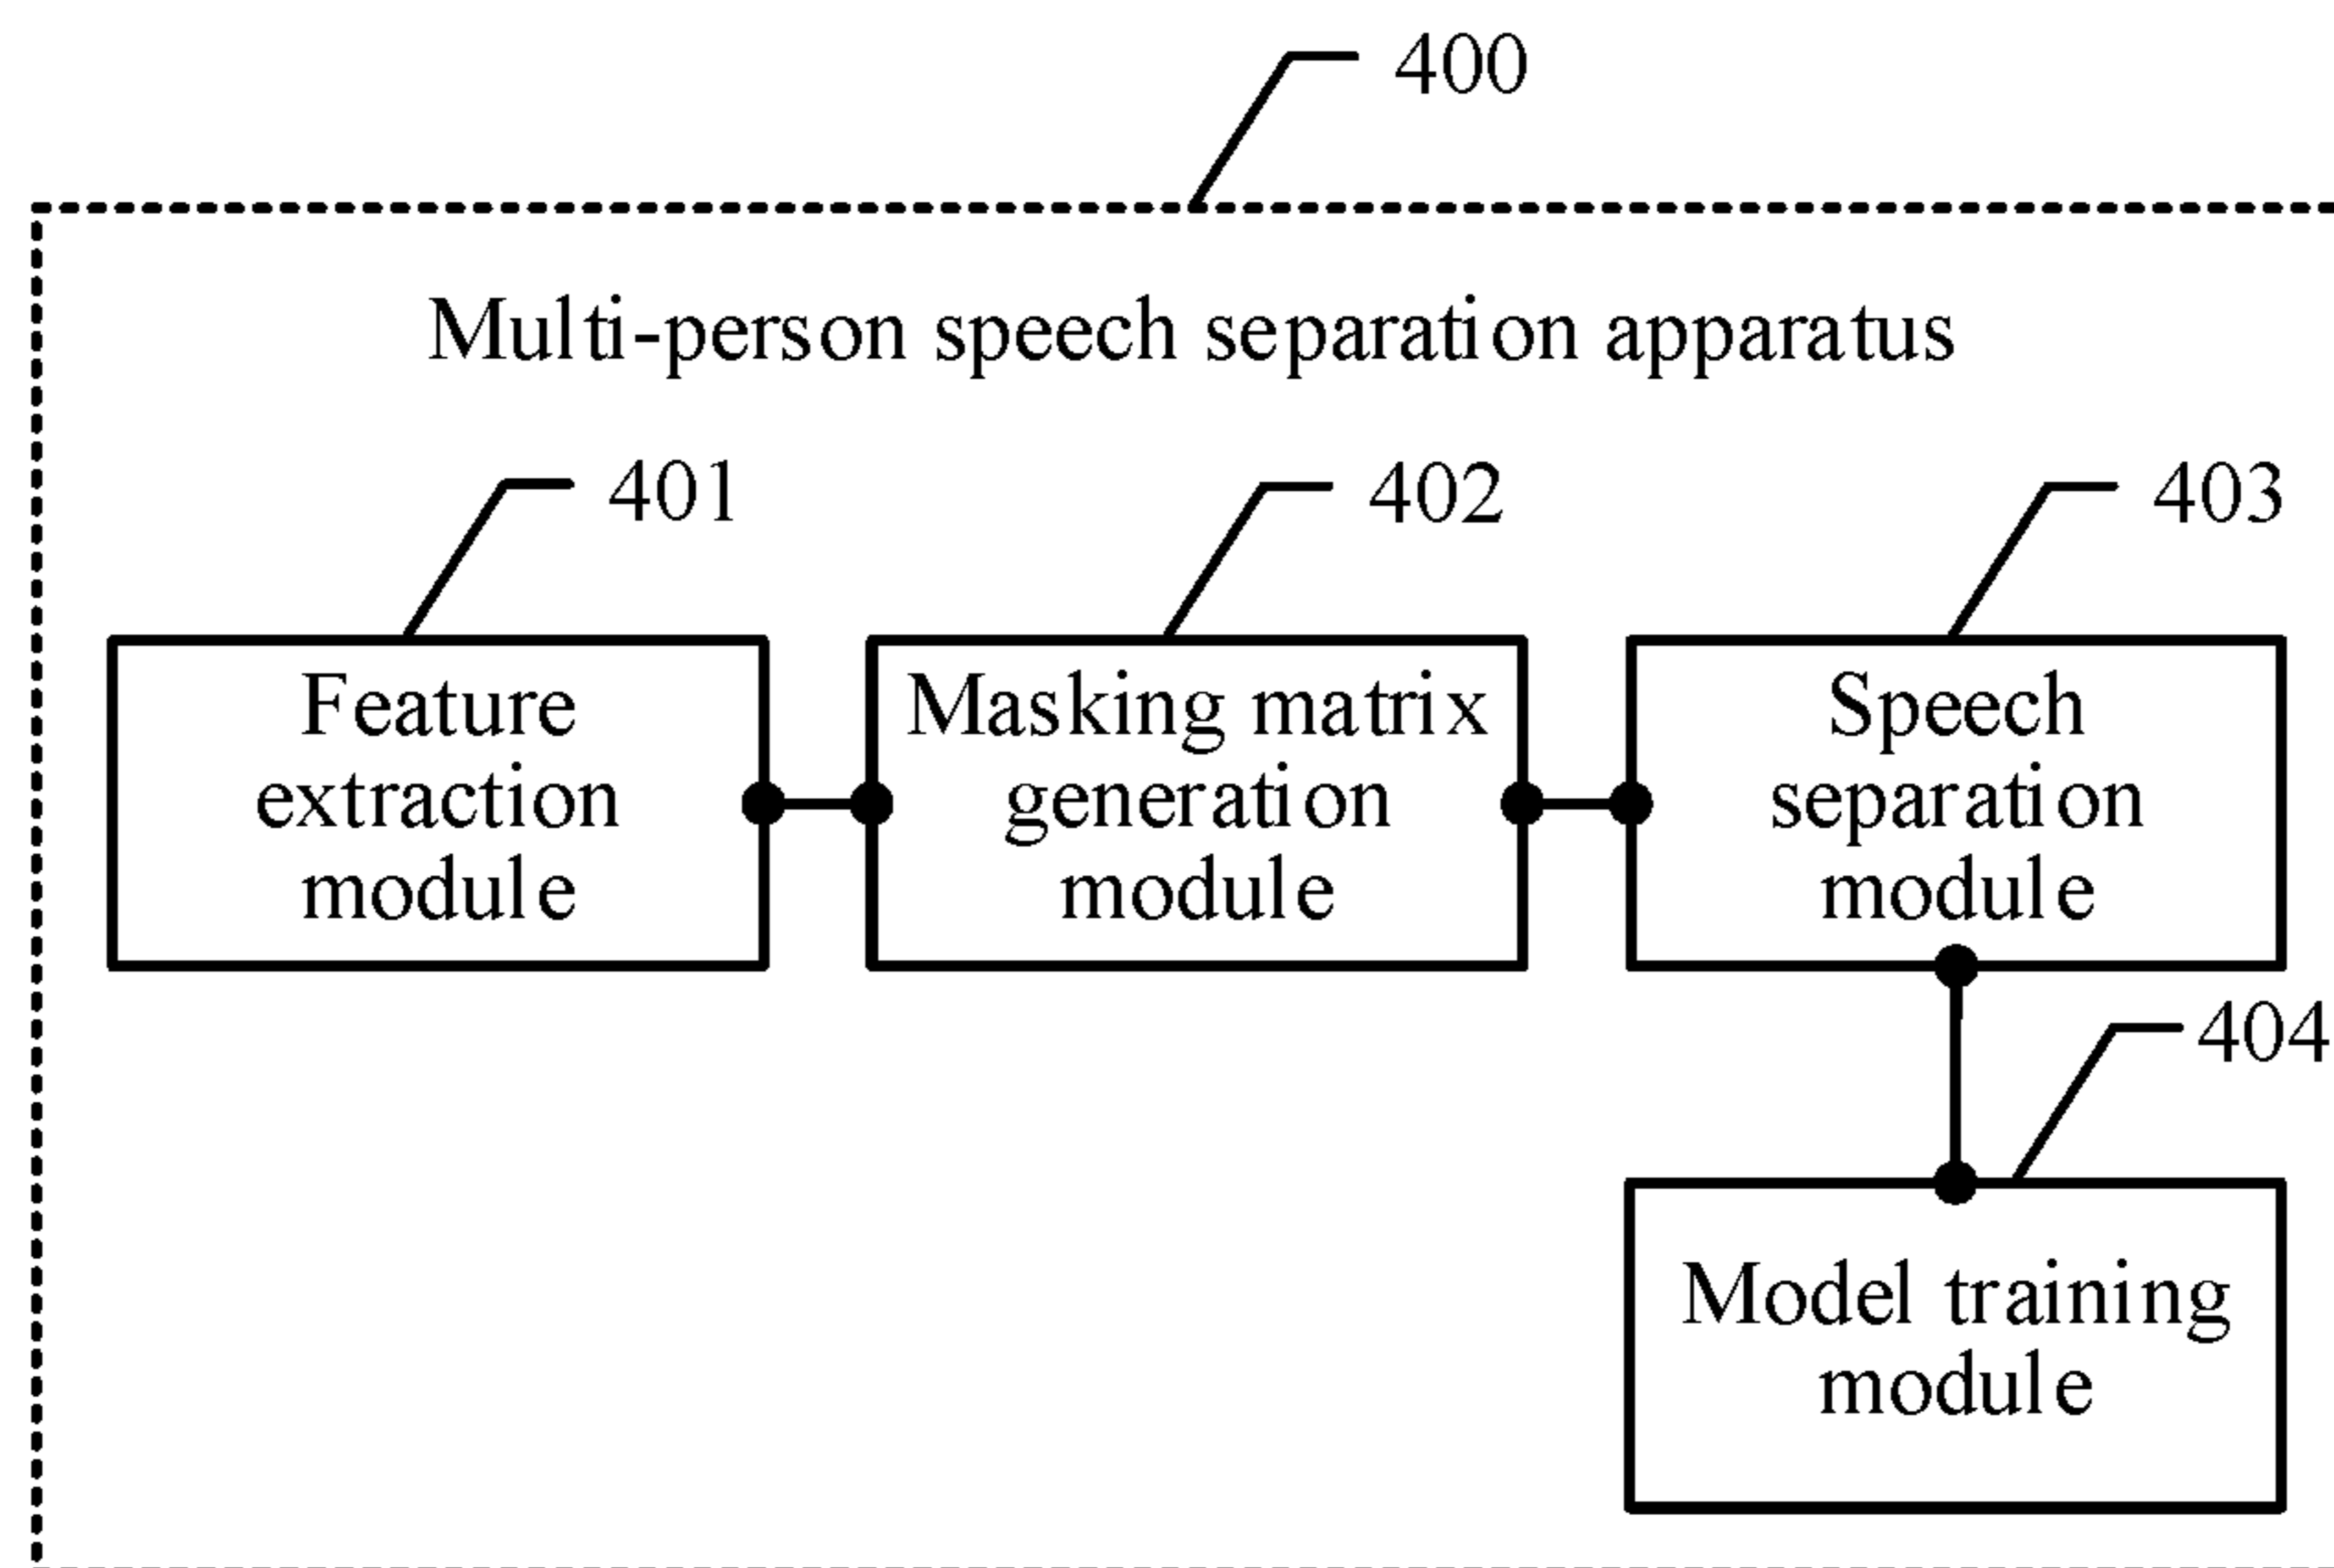 400
Multi-person speech separation apparatus
401
402
403
Feature
extraction
module
Masking matrix
generation
module
Speech
separation
module
404
Model training
module